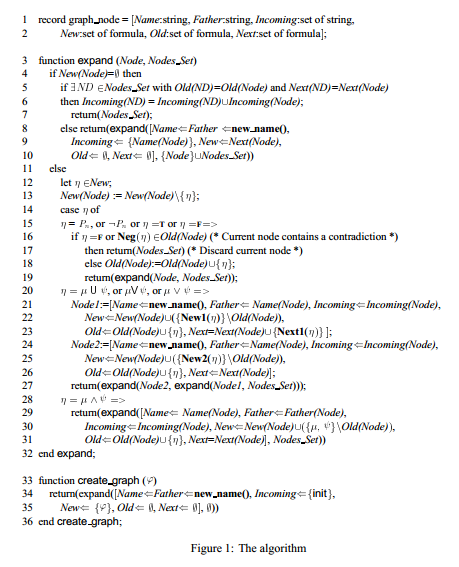 1 record graph_node = [Name:string, Father:string, Incoming:set of string,
2 New:set of formula, Old:set of formula, Next:set of formula];
3 function expand (Node, Nodes_Set)
4 if New(Node)=∅ then
5 if ∃ND ∈Nodes_Set with Old(ND)=Old(Node) and Next(ND)=Next(Node)
6 then Incoming(ND) = Incoming(ND)∪Incoming(Node);
7 return(Nodes_Set);
8 else return(expand([Name⇐Father ⇐new_name(),
9 Incoming⇐ {Name(Node)}, New⇐Next(Node),
10 Old⇐ ∅, Next⇐ ∅], {Node}∪Nodes_Set))
11 else
12 let η ∈New;
13 New(Node) := New(Node)\{η};
14 case η of
15 η = Pₙ, or ¬Pₙ or η =T or η =F=>
16 if η =F or Neg(η) ∈Old(Node) (* Current node contains a contradiction *)
17 then return(Nodes_Set) (* Discard current node *)
18 else Old(Node):=Old(Node)∪{η};
19 return(expand(Node, Nodes_Set));
20 η = μ U ψ, or μV ψ, or μ ∨ ψ =>
21 Node1:=[Name⇐new_name(), Father⇐ Name(Node), Incoming⇐Incoming(Node),
22 New⇐New(Node)∪({New1(η)}\Old(Node)),
23 Old⇐Old(Node)∪{η}, Next=Next(Node)∪{Next1(η)}];
24 Node2:=[Name⇐new_name(), Father⇐Name(Node), Incoming⇐Incoming(Node),
25 New⇐New(Node)∪({New2(η)}\Old(Node)),
26 Old⇐Old(Node)∪{η}, Next⇐Next(Node)];
27 return(expand(Node2, expand(Node1, Nodes_Set)));
28 η = μ ∧ ψ =>
29 return(expand([Name⇐ Name(Node), Father⇐Father(Node),
30 Incoming⇐Incoming(Node), New⇐New(Node)∪({μ, ψ}\Old(Node)),
31 Old⇐Old(Node)∪{η}, Next=Next(Node)], Nodes_Set))
32 end expand;
33 function create_graph (φ)
34 return(expand([Name⇐Father⇐new_name(), Incoming⇐{init},
35 New⇐ {φ}, Old⇐ ∅, Next⇐ ∅], ∅))
36 end create_graph;
Figure 1: The algorithm